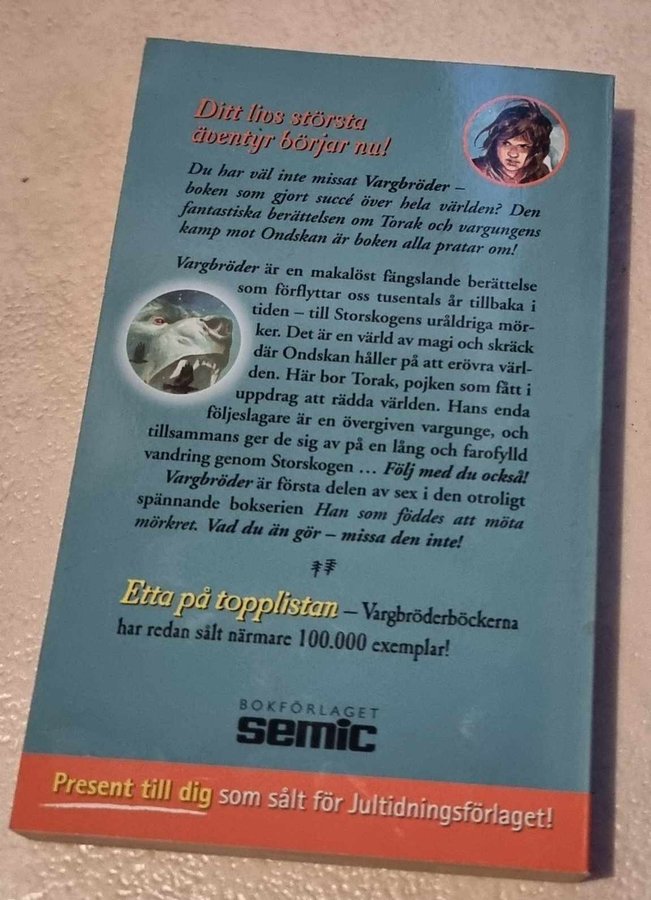 Ditt livs största
äventyr börjar nu!
Du har väl inte missat Vargbröder –
boken som gjort succé över hela världen? Den
fantastiska berättelsen om Torak och vargungens
kamp mot Ondskan är boken alla pratar om!
Vargbröder är en makalöst fängslande berättelse
som förflyttar oss tusentals år tillbaka i
tiden – till Storskogens uråldriga mör-
ker. Det är en värld av magi och skräck
där Ondskan håller på att erövra värl-
den. Här bor Torak, pojken som fått i
uppdrag att rädda världen. Hans enda
följeslagare är en övergiven vargunge, och
tillsammans ger de sig av på en lång och farofylld
vandring genom Storskogen … Följ med du också!
Vargbröder är första delen av sex i den otroligt
spännande bokserien Han som föddes att möta
mörkret. Vad du än gör – missa den inte!
Etta på topplistan – Vargbröderböckerna
har redan sålt närmare 100.000 exemplar!
BOKFÖRLAGET
semic
Present till dig som sålt för Jultidningsförlaget!